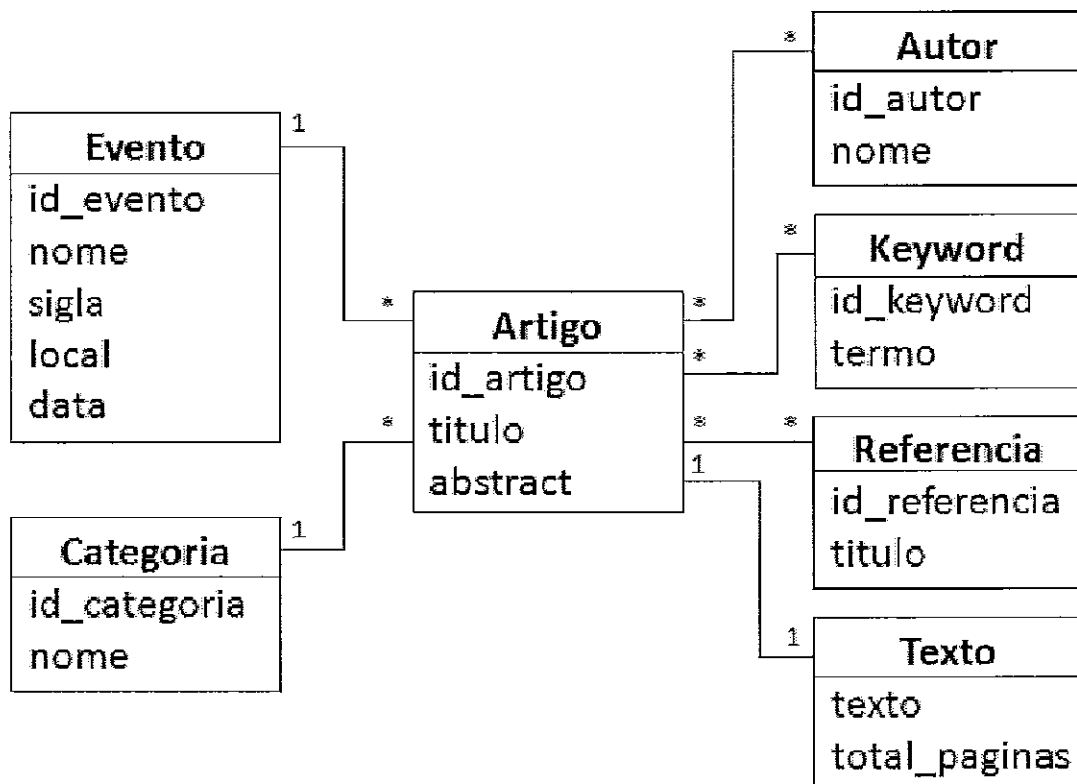 Evento
id_evento
nome
sigla
local
data
1
*
Categoria
id_categoria
nome
1
*
Artigo
id_artigo
titulo
abstract
*
*
*
1
*
Autor
id_autor
nome
*
Keyword
id_keyword
termo
*
Referencia
id_referencia
titulo
1
Texto
texto
total_paginas